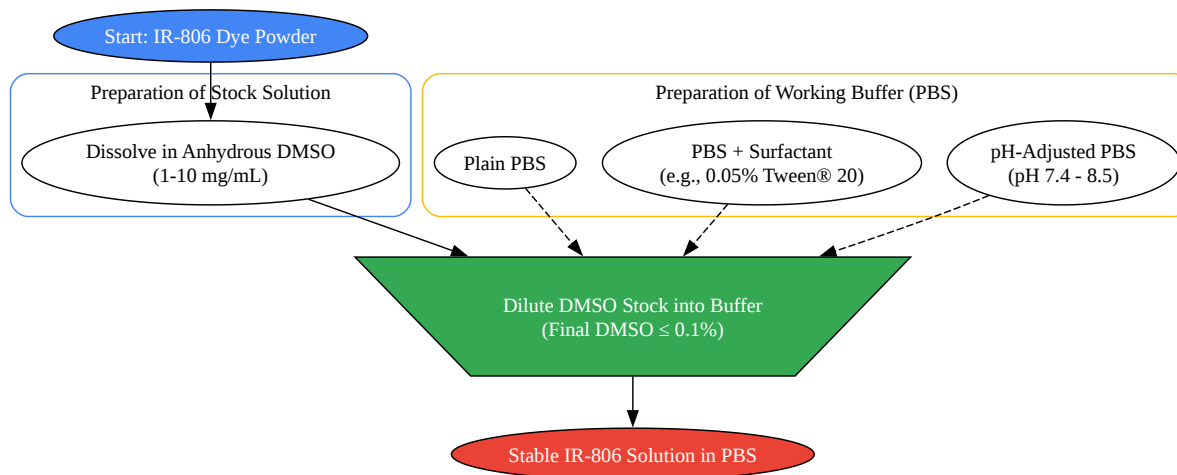 Start: IR-806 Dye Powder
Preparation of Stock Solution
Dissolve in Anhydrous DMSO
(1-10 mg/mL)
Preparation of Working Buffer (PBS)
Plain PBS
PBS + Surfactant
(e.g., 0.05% Tween® 20)
pH-Adjusted PBS
(pH 7.4 - 8.5)
Dilute DMSO Stock into Buffer
(Final DMSO ≤ 0.1%)
Stable IR-806 Solution in PBS